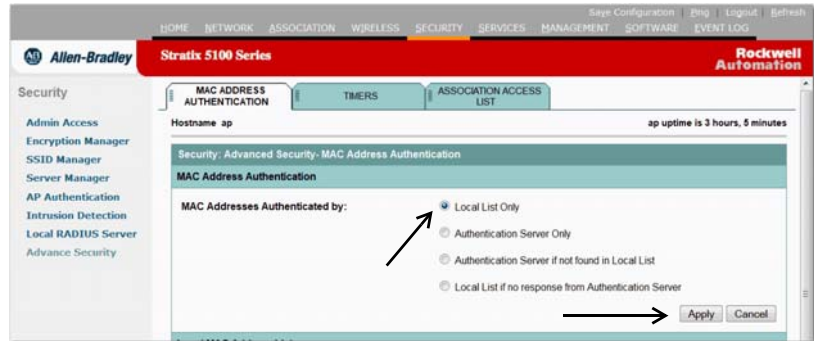 Save Configuration | Ping | Logout | Refresh
HOME NETWORK ASSOCIATION WIRELESS SECURITY SERVICES MANAGEMENT SOFTWARE EVENT LOG
AB Allen-Bradley
Stratix 5100 Series
Rockwell
Automation
Security
Admin Access
Encryption Manager
SSID Manager
Server Manager
AP Authentication
Intrusion Detection
Local RADIUS Server
Advance Security
MAC ADDRESS
AUTHENTICATION
TIMERS
ASSOCIATION ACCESS
LIST
Hostname ap
ap uptime is 3 hours, 5 minutes
Security: Advanced Security- MAC Address Authentication
MAC Address Authentication
MAC Addresses Authenticated by:
Local List Only
Authentication Server Only
Authentication Server if not found in Local List
Local List if no response from Authentication Server
Apply Cancel